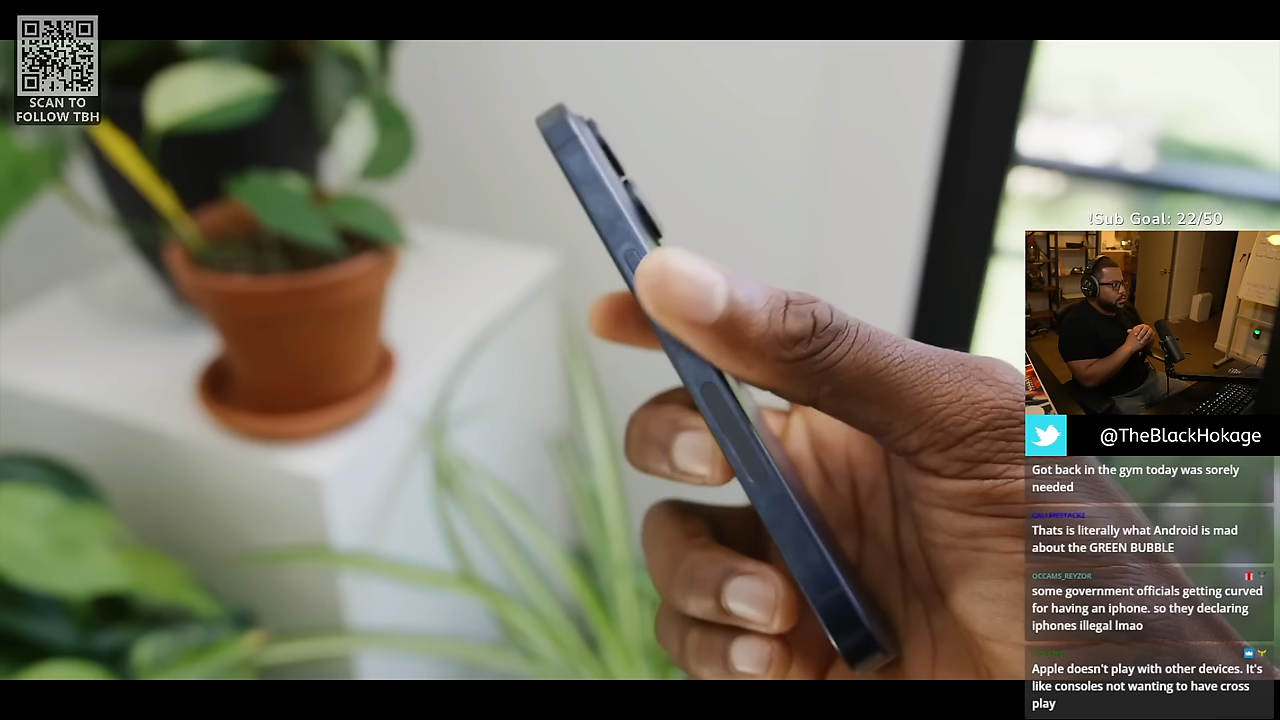 SCAN TO
FOLLOW TBH
!Sub Goal: 22/50
@TheBlackHokage
Got back in the gym today was sorely
needed
Thats is literally what Android is mad
about the GREEN BUBBLE
OCCAMS_REYZOR
some government officials getting curved
for having an iphone. so they declaring
iphones illegal lmao
Apple doesn't play with other devices. It's
like consoles not wanting to have cross
play